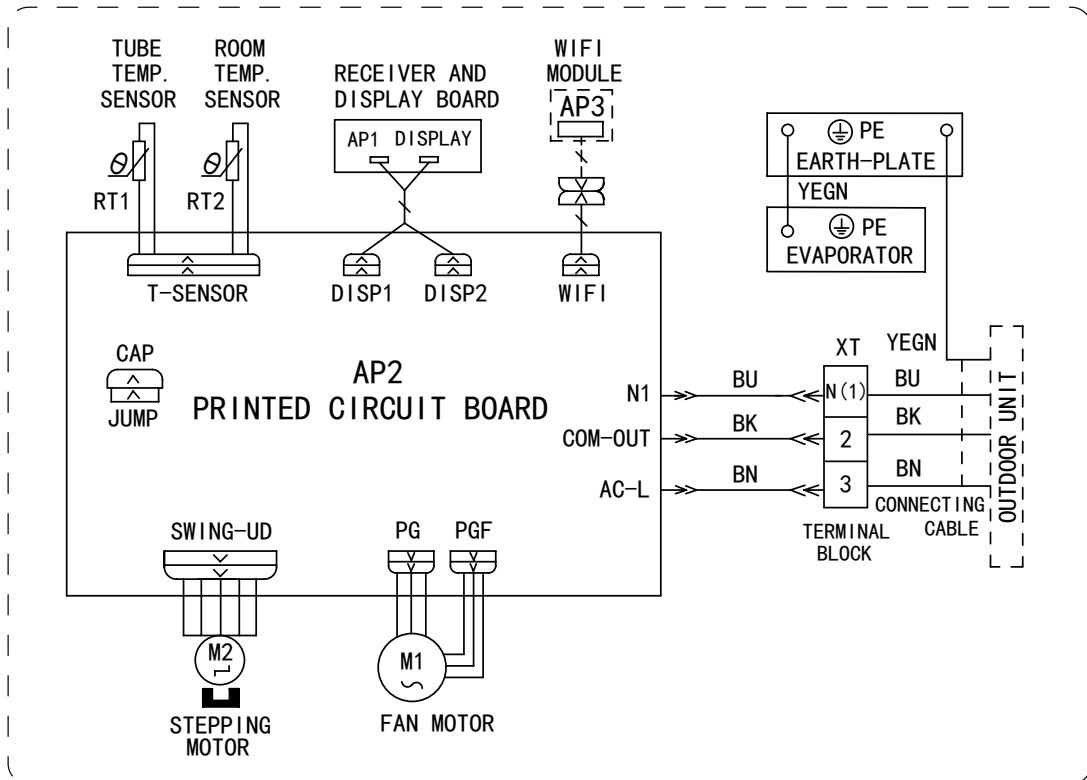 TUBE
TEMP.
SENSOR
ROOM
TEMP.
SENSOR
RECEIVER AND
DISPLAY BOARD
WIFI
MODULE
AP1 DISPLAY
AP3
RT1
RT2
PE
EARTH-PLATE
YEGN
PE
EVAPORATOR
T-SENSOR
DISP1
DISP2
WIFI
CAP
JUMP
AP2
PRINTED CIRCUIT BOARD
N1
COM-OUT
AC-L
BU
BK
BN
XT
N(1)
2
3
TERMINAL
BLOCK
YEGN
BU
BK
BN
CONNECTING
CABLE
OUTDOOR UNIT
SWING-UD
PG
PGF
M2
STEPPING
MOTOR
M1
FAN MOTOR